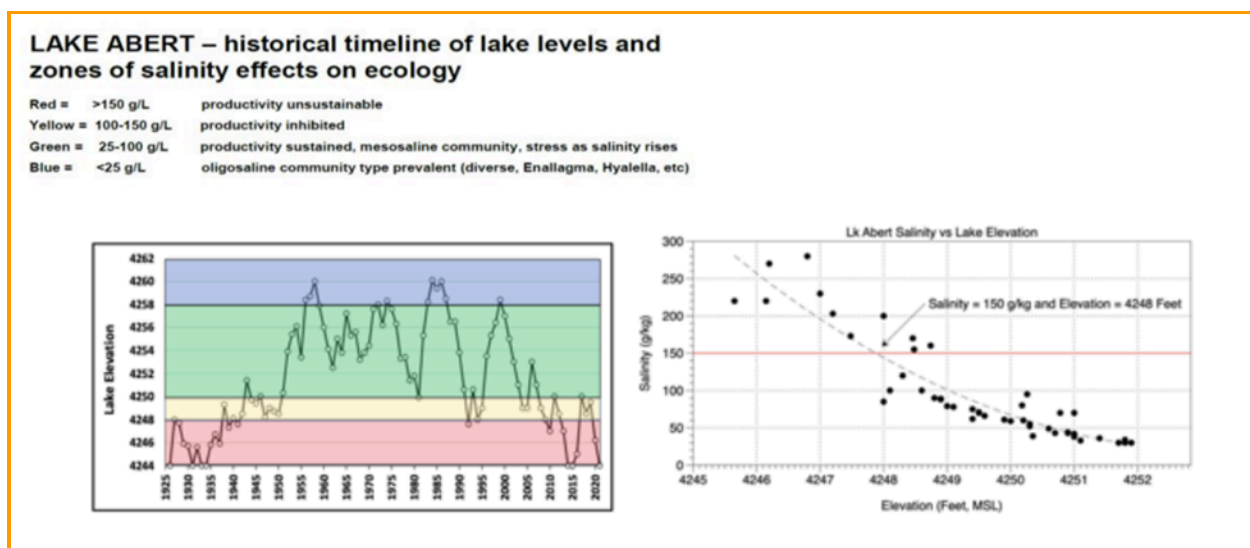 LAKE ABERT – historical timeline of lake levels and
zones of salinity effects on ecology
Red = >150 g/L productivity unsustainable
Yellow = 100-150 g/L productivity inhibited
Green = 25-100 g/L productivity sustained, mesosaline community, stress as salinity rises
Blue = <25 g/L oligosaline community type prevalent (diverse, Enallagma, Hyalella, etc)
Lake Elevation
4262
4260
4258
4256
4254
4252
4250
4248
4246
4244
1925 1930 1935 1940 1945 1950 1955 1960 1965 1970 1975 1980 1985 1990 1995 2000 2005 2010 2015 2020
Lk Abert Salinity vs Lake Elevation
Salinity (g/kg)
300
250
200
150
100
50
0
Salinity = 150 g/kg and Elevation = 4248 Feet
4245 4246 4247 4248 4249 4250 4251 4252
Elevation (Feet, MSL)